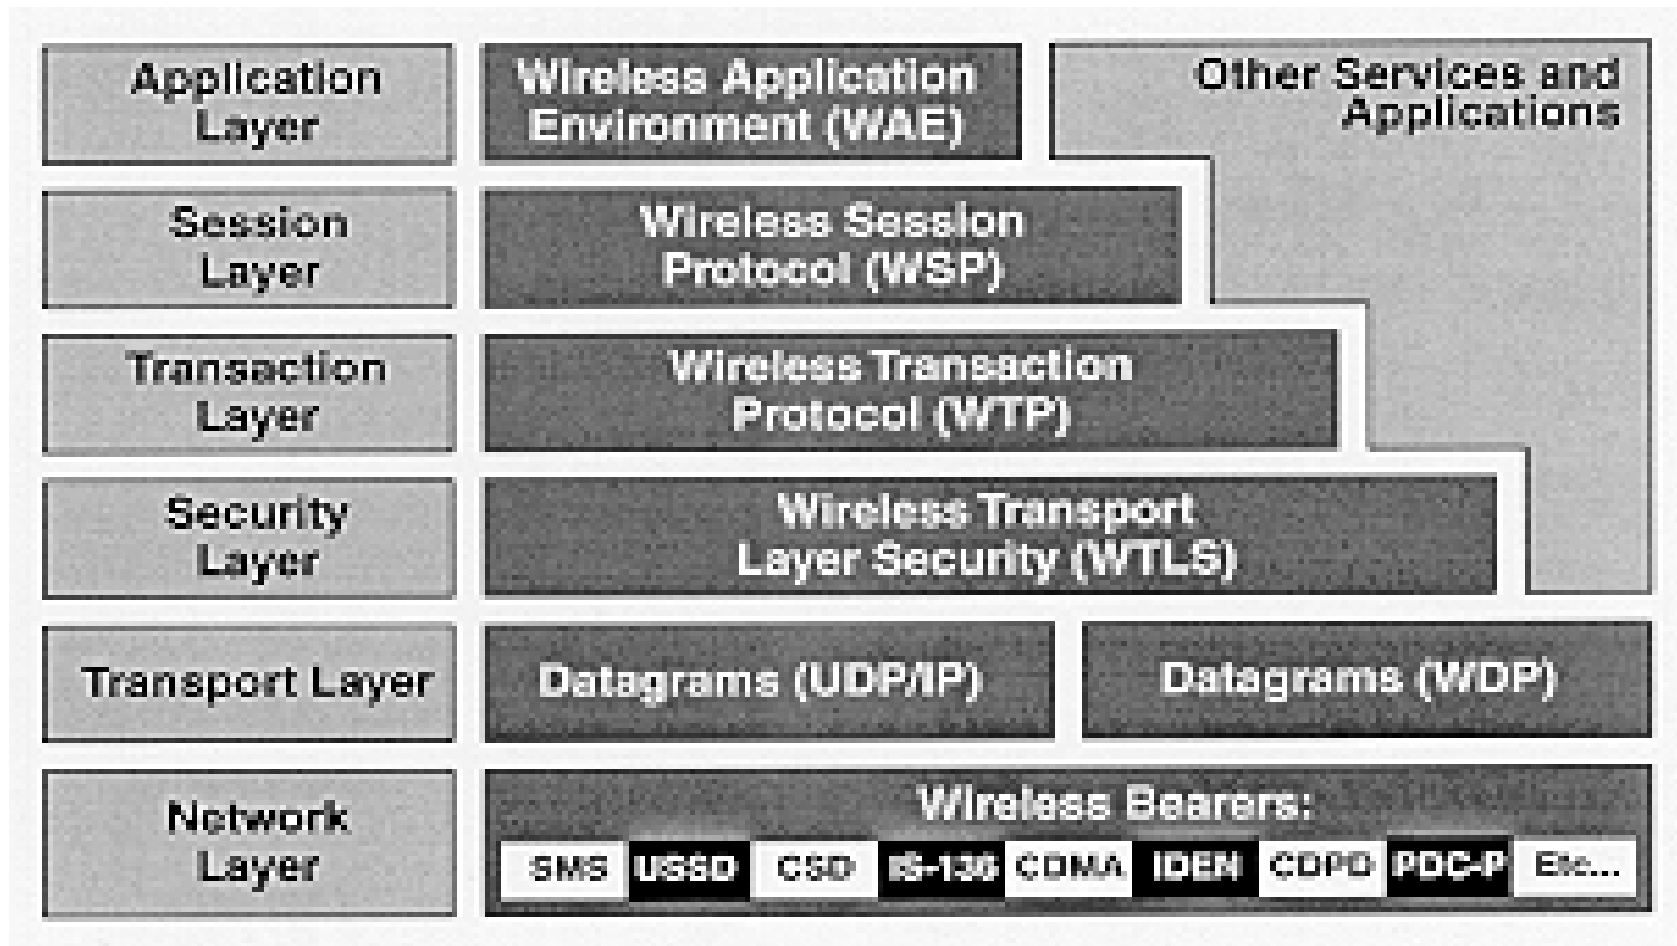 Application
Layer
Wireless Application
Environment (WAE)
Other Services and
Applications
Session
Layer
Wireless Session
Protocol (WSP)
Transaction
Layer
Wireless Transaction
Protocol (WTP)
Security
Layer
Wireless Transport
Layer Security (WTLS)
Transport Layer
Datagrams (UDP/IP)
Datagrams (WDP)
Network
Layer
Wireless Bearers:
SMS USSD CSD IS-136 CDMA IDEN CDPD PDC-P Etc...